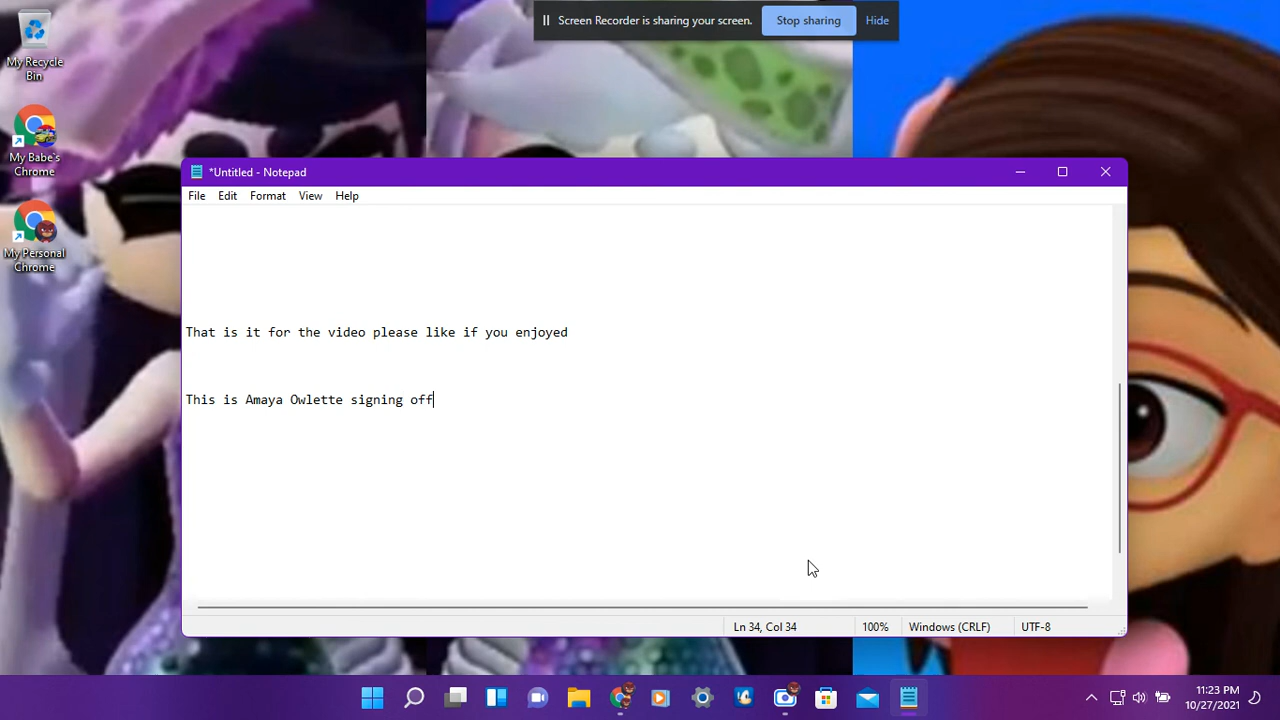 Screen Recorder is sharing your screen.
Stop sharing
Hide
My Recycle
Bin
My Babe's
Chrome
My Personal
Chrome
*Untitled - Notepad
File Edit Format View Help
That is it for the video please like if you enjoyed
This is Amaya Owlette signing off
Ln 34, Col 34
100%
Windows (CRLF)
UTF-8
11:23 PM
10/27/2021